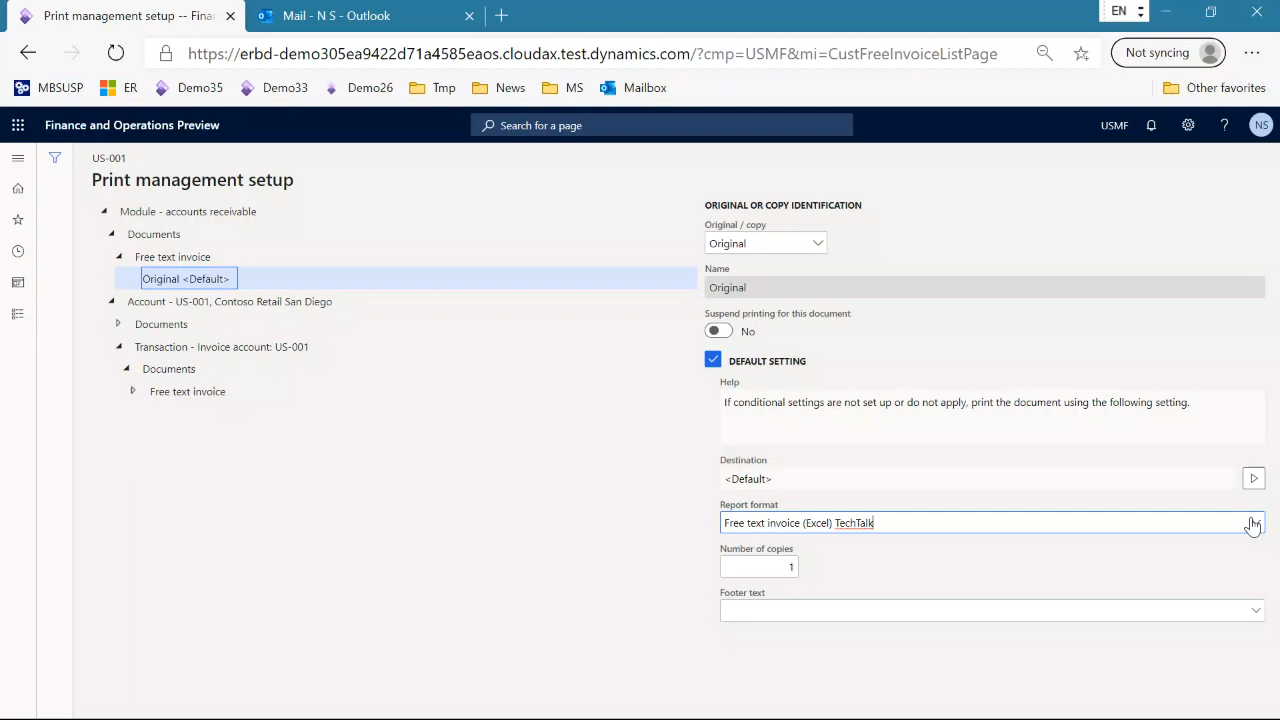 Print management setup -- Finar
Mail - N S - Outlook
EN
https://erbd-demo305ea9422d71a4585eaos.cloudax.test.dynamics.com/?cmp=USMF&mi=CustFreeInvoiceListPage
Not syncing
MBSUSP
ER
Demo35
Demo33
Demo26
Tmp
News
MS
Mailbox
Other favorites
Finance and Operations Preview
Search for a page
USMF
NS
US-001
Print management setup
Module - accounts receivable
Documents
Free text invoice
Original <Default>
Account - US-001, Contoso Retail San Diego
Documents
Transaction - Invoice account: US-001
Documents
Free text invoice
ORIGINAL OR COPY IDENTIFICATION
Original / copy
Original
Name
Original
Suspend printing for this document
No
DEFAULT SETTING
Help
If conditional settings are not set up or do not apply, print the document using the following setting.
Destination
<Default>
Report format
Free text invoice (Excel) TechTalk
Number of copies
1
Footer text